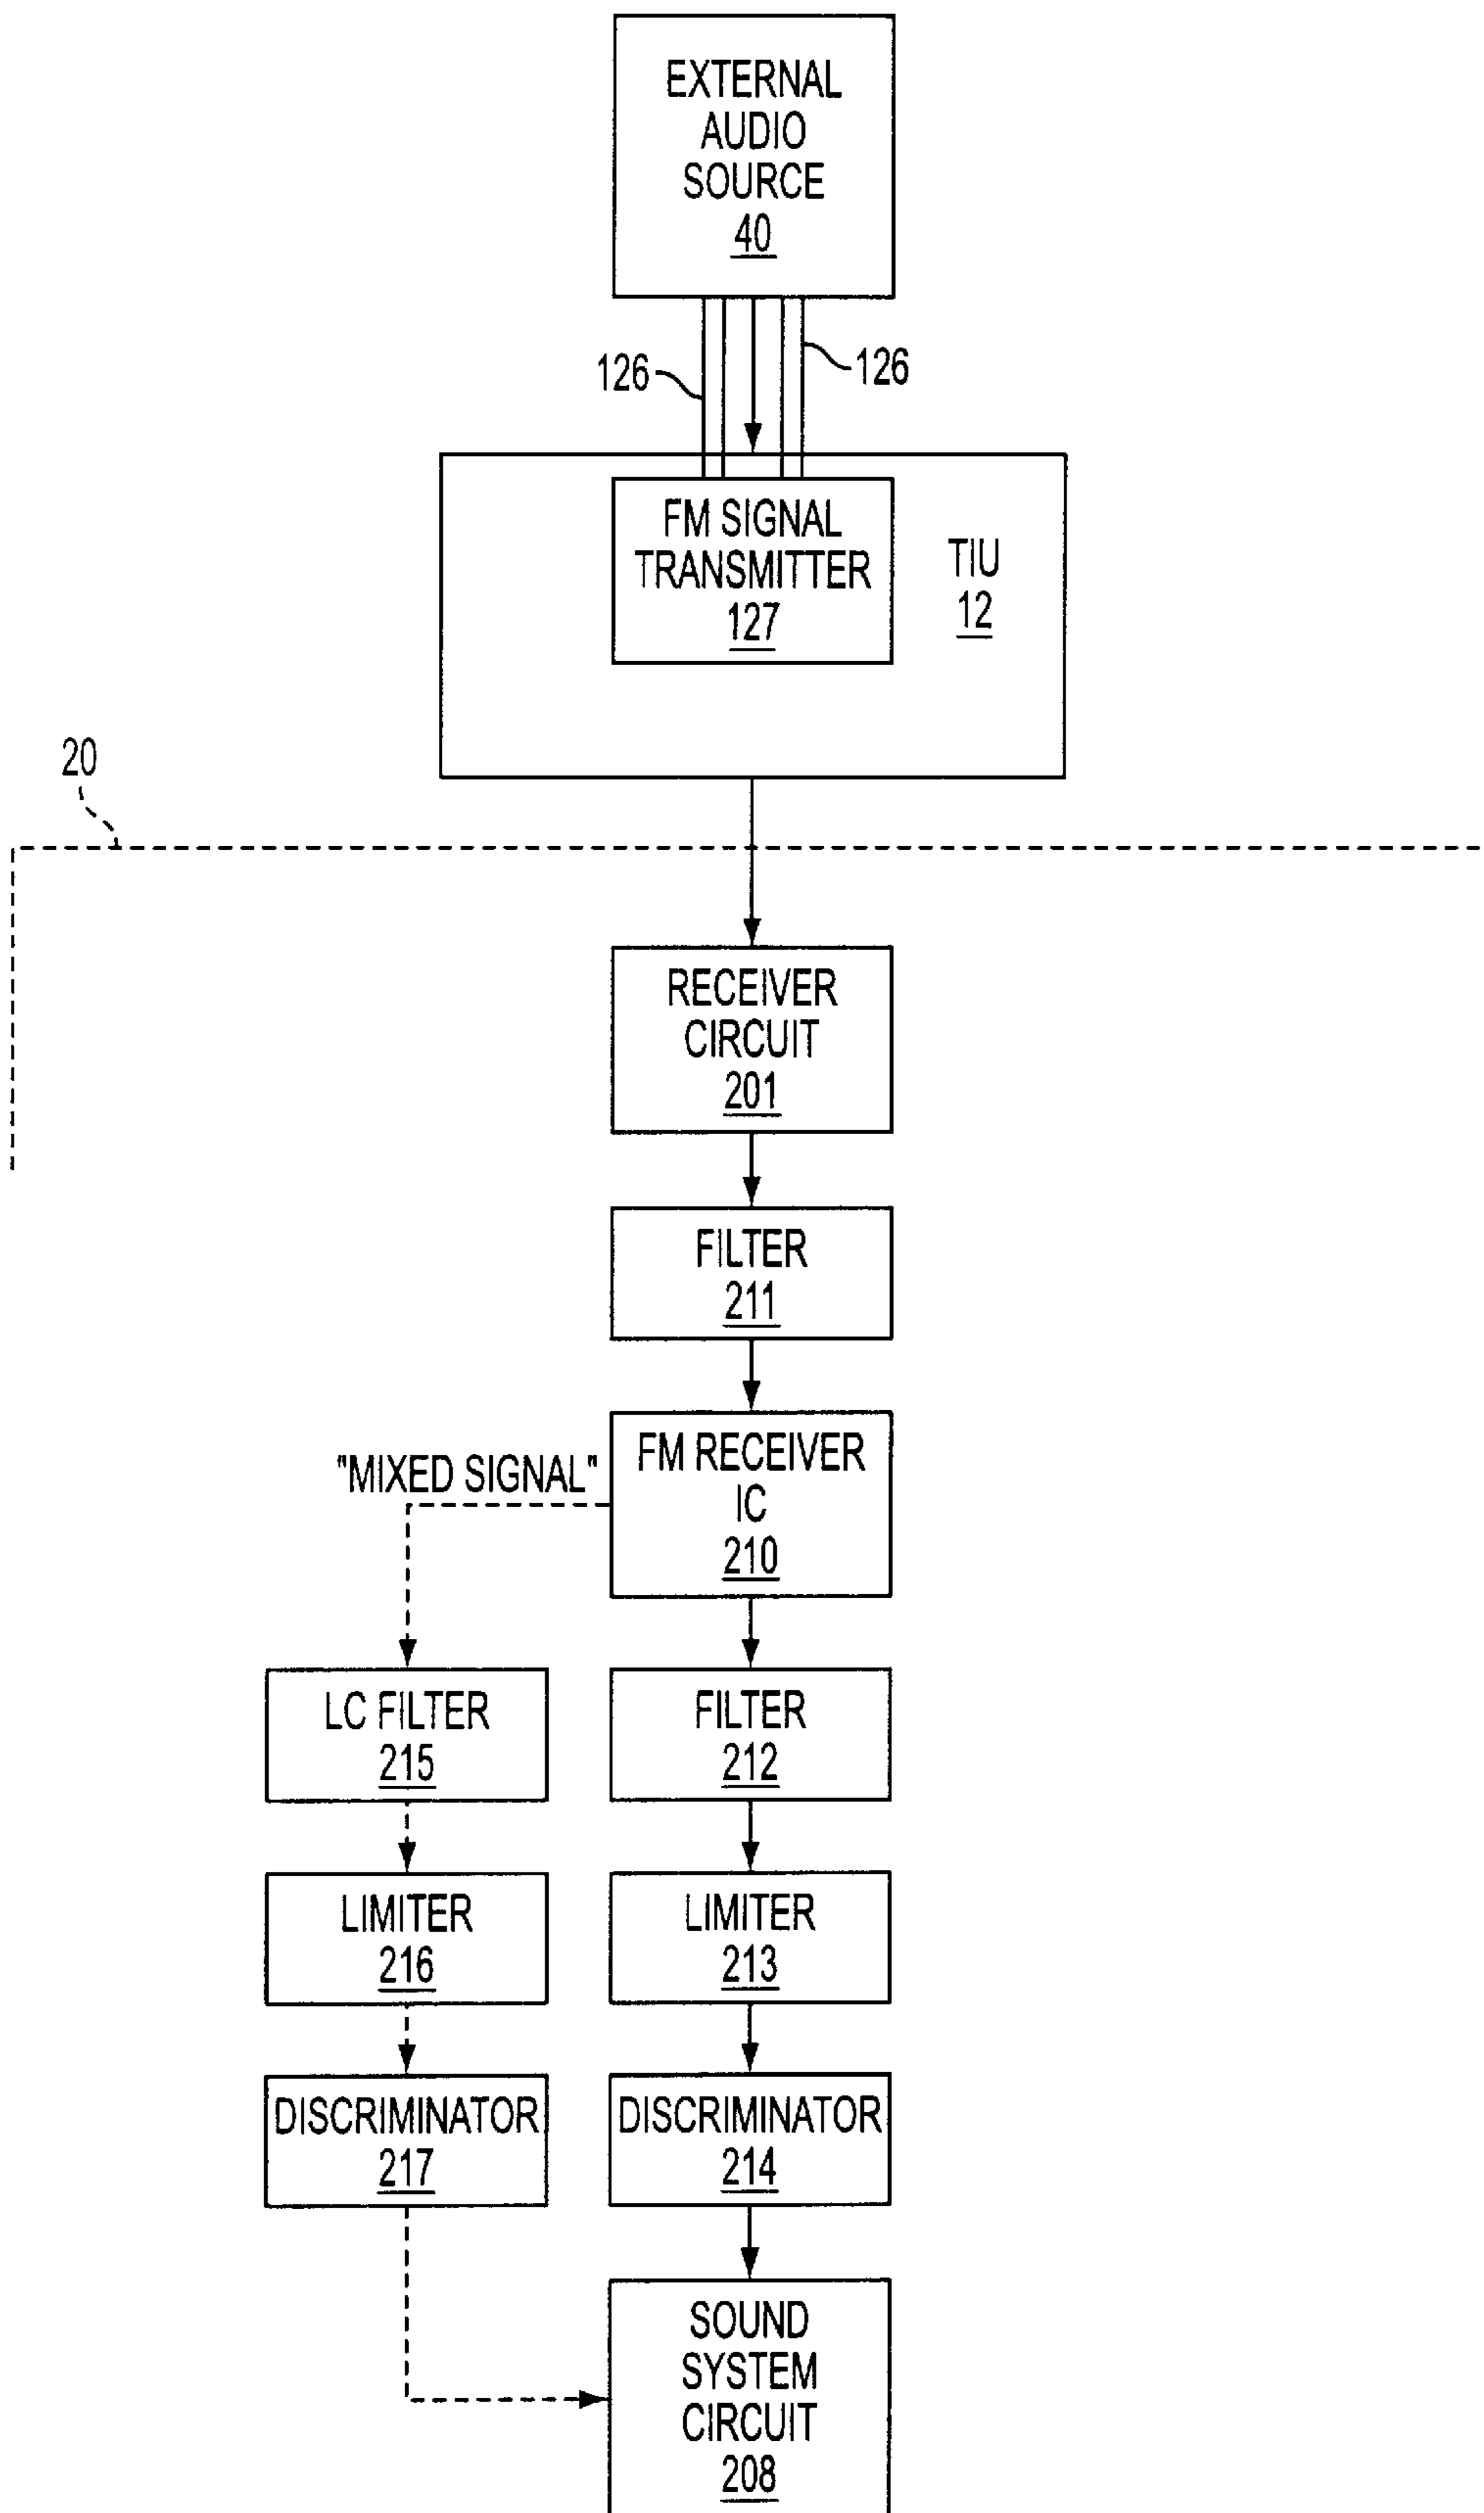 EXTERNAL
AUDIO
SOURCE
40
126
126
FM SIGNAL
TRANSMITTER
127
TIU
12
20
RECEIVER
CIRCUIT
201
FILTER
211
"MIXED SIGNAL"
FM RECEIVER
IC
210
LC FILTER
215
FILTER
212
LIMITER
216
LIMITER
213
DISCRIMINATOR
217
DISCRIMINATOR
214
SOUND
SYSTEM
CIRCUIT
208